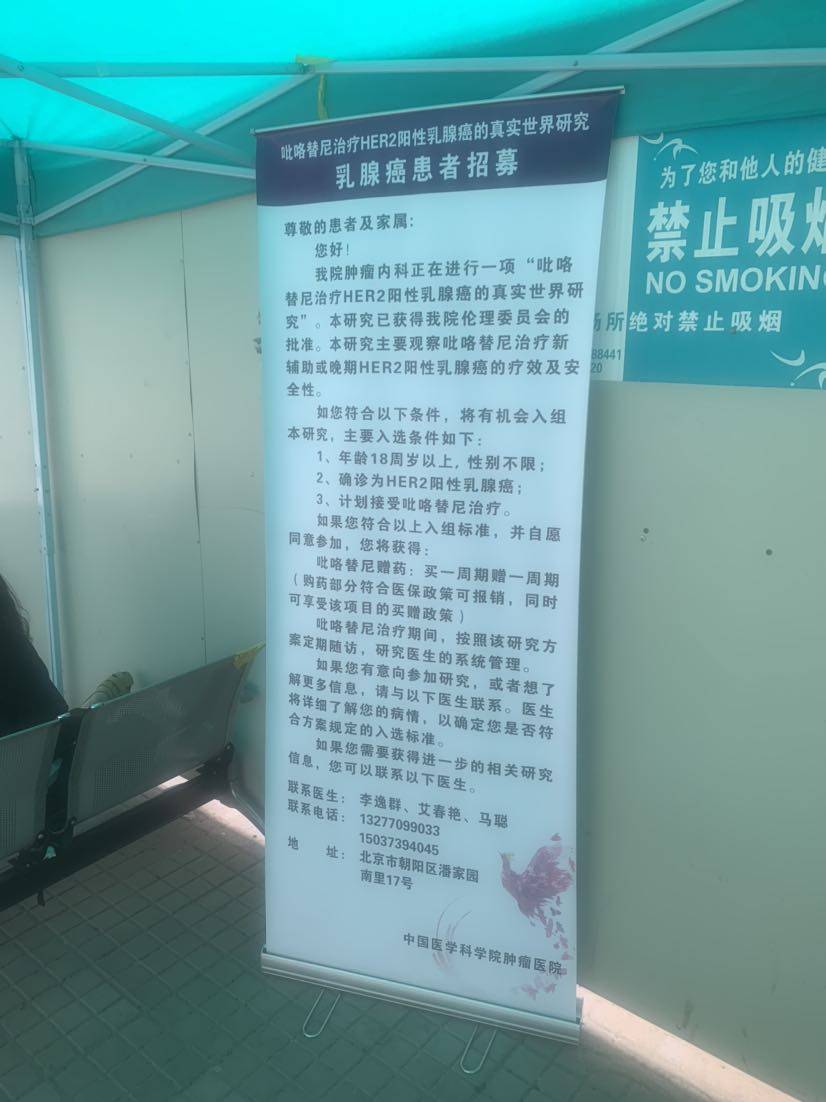 吡咯替尼治疗HER2阳性乳腺癌的真实世界研究
乳腺癌患者招募
尊敬的患者及家属:
您好!
我院肿瘤内科正在进行一项“吡咯
替尼治疗HER2阳性乳腺癌的真实世界研
究”。本研究已获得我院伦理委员会的
批准。本研究主要观察吡咯替尼治疗新
辅助或晚期HER2阳性乳腺癌的疗效及安
全性。
如您符合以下条件，将有机会入组
本研究，主要入选条件如下:
1、年龄18周岁以上,性别不限;
2、确诊为HER2阳性乳腺癌;
3、计划接受吡咯替尼治疗。
如果您符合以上入组标准，并自愿
同意参加，您将获得:
吡咯替尼赠药: 买一周期赠一周期
(购药部分符合医保政策可报销，同时
可享受该项目的买赠政策)
吡咯替尼治疗期间，按照该研究方
案定期随访，研究医生的系统管理。
如果您有意向参加研究，或者想了
解更多信息，请与以下医生联系。医生
将详细了解您的病情，以确定您是否符
合方案规定的入选标准。
如果您需要获得进一步的相关研究
信息，您可以联系以下医生。
联系医生: 李逸群、艾春艳、马聪
联系电话: 13277099033
15037394045
地 址: 北京市朝阳区潘家园
南里17号
中国医学科学院肿瘤医院
为了您和他人的健
禁止吸烟
NO SMOKING
场所绝对禁止吸烟
88441
20